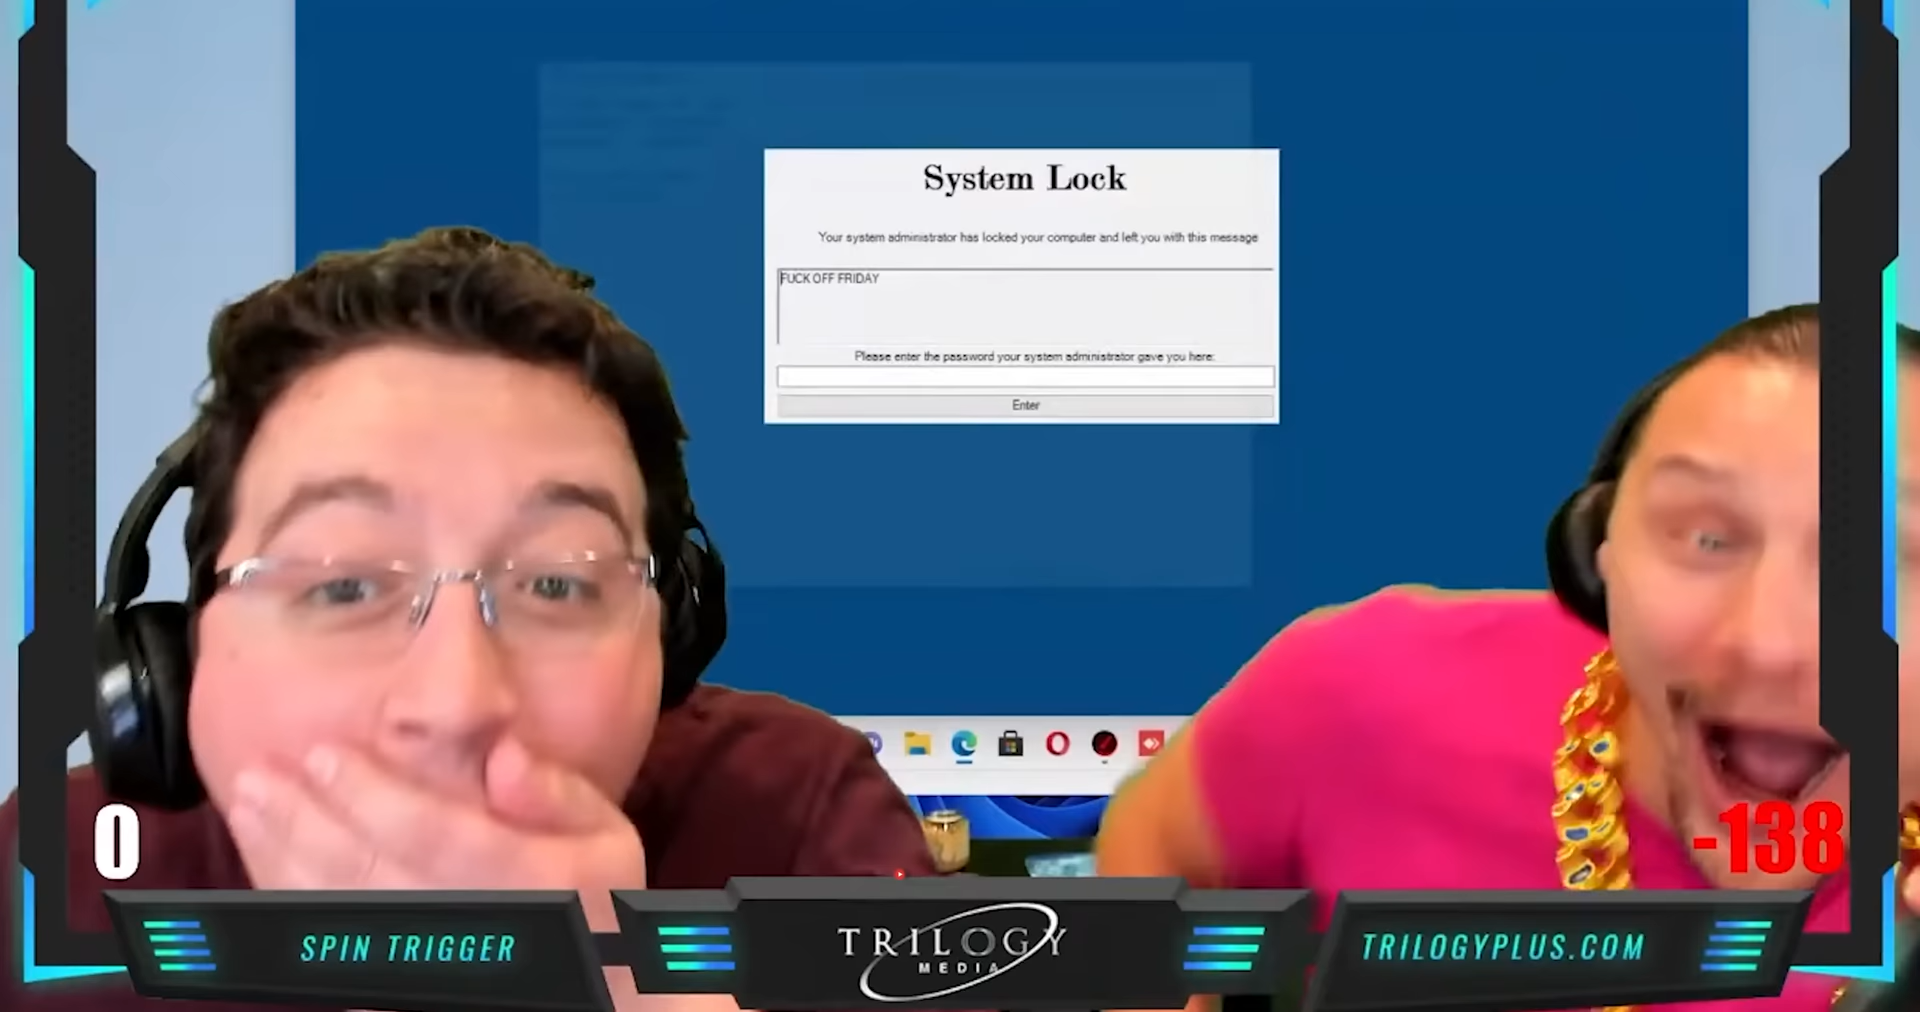 System Lock
Your system administrator has locked your computer and left you with this message
FUCK OFF FRIDAY
Please enter the password your system administrator gave you here:
Enter
0
-138
SPIN TRIGGER
TRILOGY
MEDIA
TRILOGYPLUS.COM